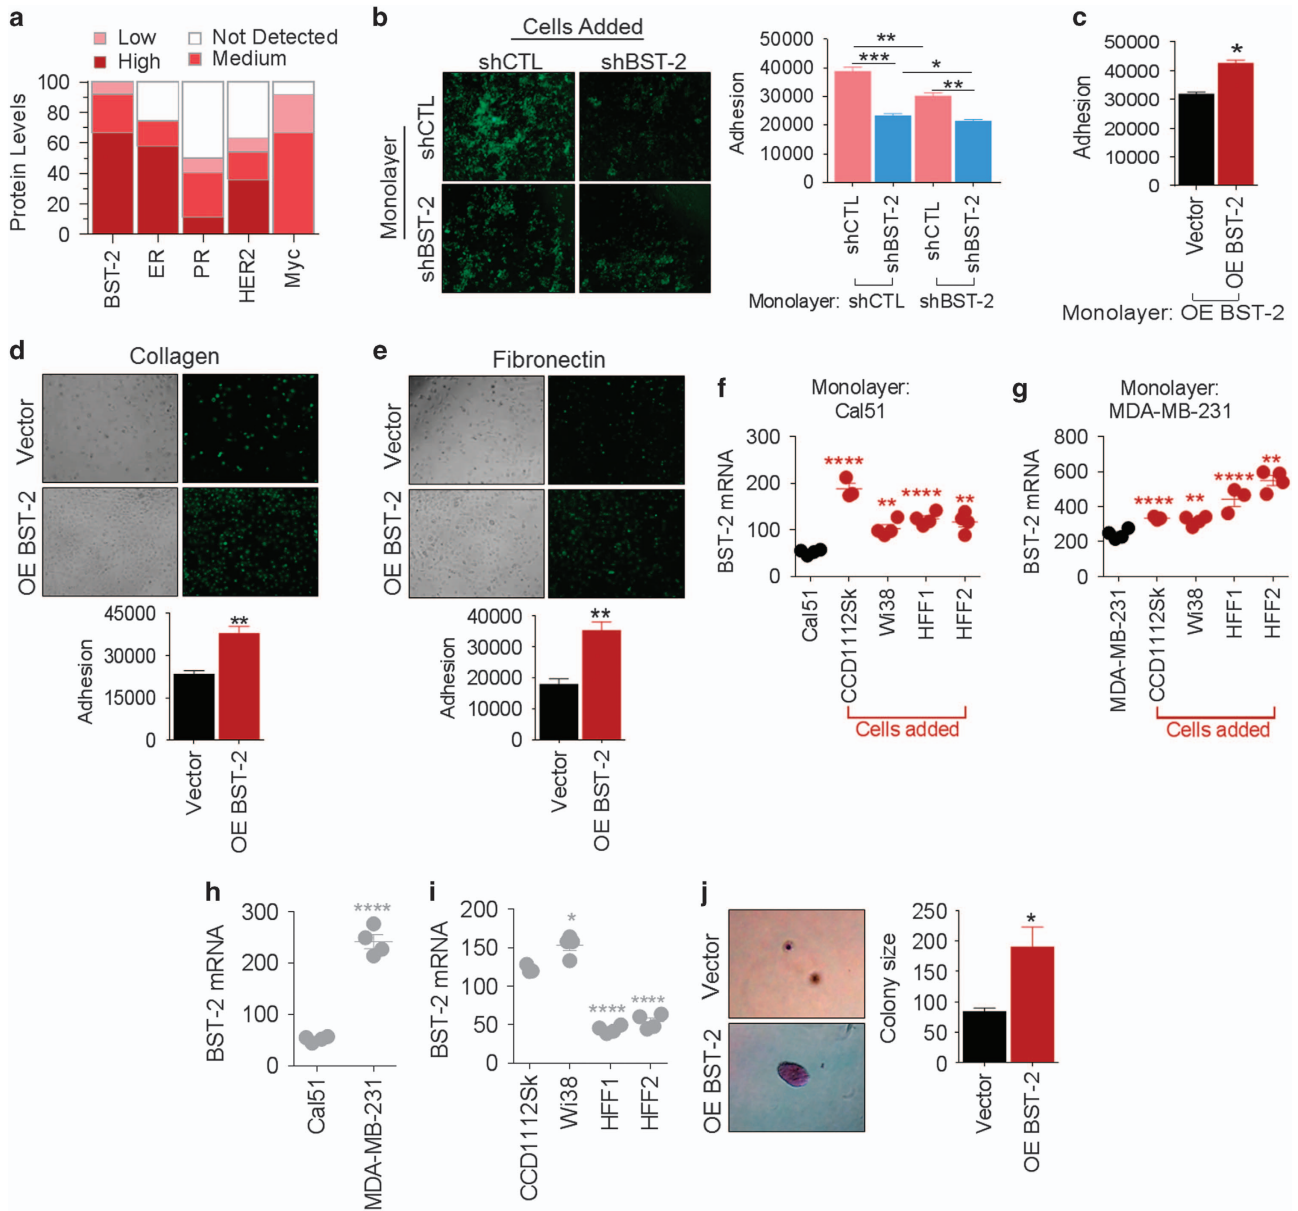 a
Low
Not Detected
High
Medium
Protein Levels
100
80
60
40
20
0
BST-2
ER
PR
HER2
Myc
b
Cells Added
shCTL
shBST-2
Monolayer
shCTL
shBST-2
Adhesion
50000
40000
30000
20000
10000
0
**
***
*
**
shCTL
shBST-2
shCTL
shBST-2
Monolayer: shCTL shBST-2
c
Adhesion
50000
40000
30000
20000
10000
0
*
Vector
OE BST-2
Monolayer: OE BST-2
d
Collagen
Vector
OE BST-2
Adhesion
45000
30000
15000
0
**
Vector
OE BST-2
e
Fibronectin
Vector
OE BST-2
Adhesion
40000
30000
20000
10000
0
**
Vector
OE BST-2
f
Monolayer:
Cal51
BST-2 mRNA
300
200
100
0
****
**
****
**
Cal51
CCD1112Sk
Wi38
HFF1
HFF2
Cells added
g
Monolayer:
MDA-MB-231
BST-2 mRNA
800
600
400
200
0
****
**
****
**
MDA-MB-231
CCD1112Sk
Wi38
HFF1
HFF2
Cells added
h
BST-2 mRNA
300
200
100
0
****
Cal51
MDA-MB-231
i
BST-2 mRNA
200
150
100
50
0
*
****
****
CCD1112Sk
Wi38
HFF1
HFF2
j
Vector
OE BST-2
Colony size
250
200
150
100
50
0
*
Vector
OE BST-2